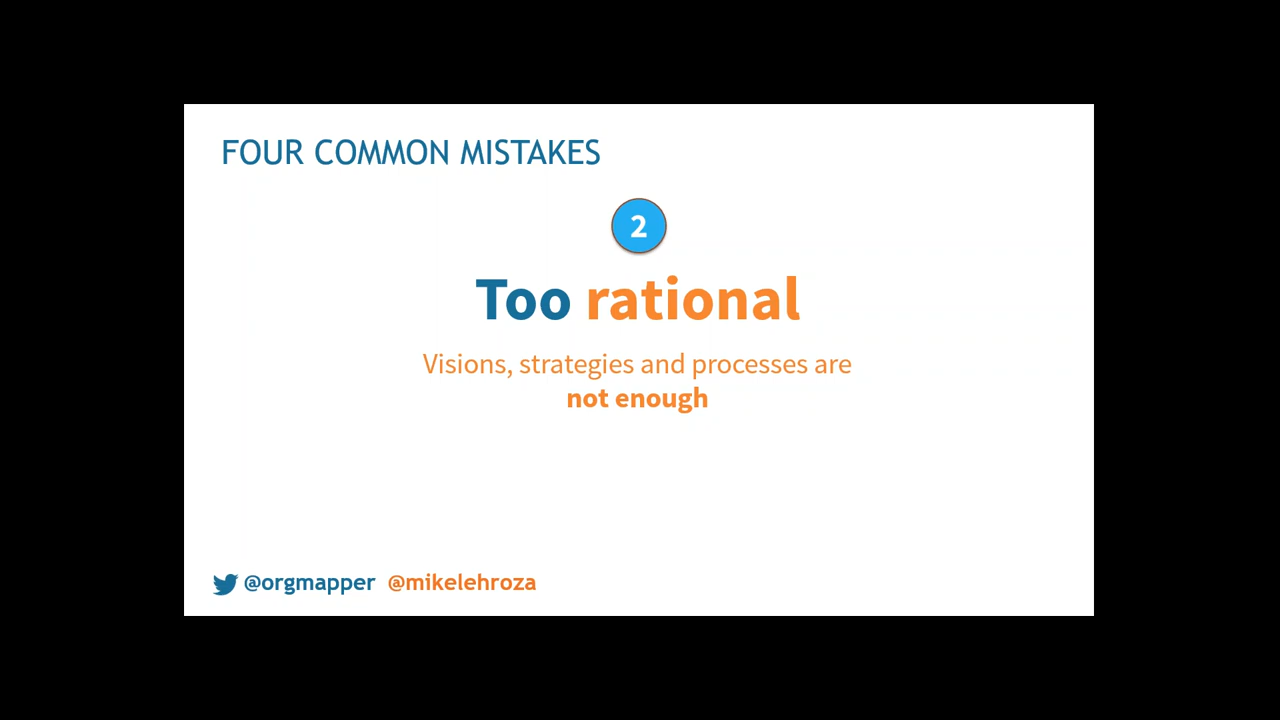 FOUR COMMON MISTAKES
2
Too rational
Visions, strategies and processes are
not enough
@orgmapper @mikelehroza